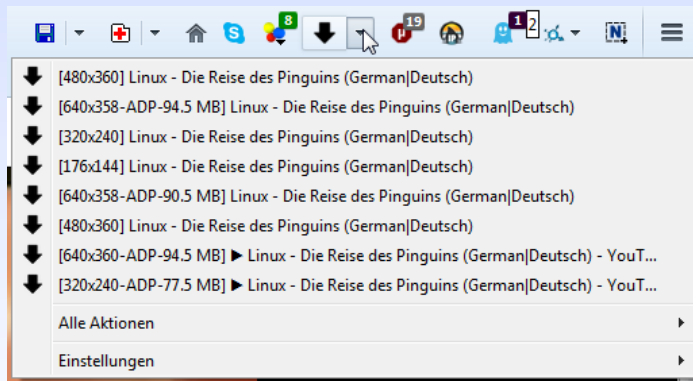 8
19
1
2
[480x360] Linux - Die Reise des Pinguins (German|Deutsch)
[640x358-ADP-94.5 MB] Linux - Die Reise des Pinguins (German|Deutsch)
[320x240] Linux - Die Reise des Pinguins (German|Deutsch)
[176x144] Linux - Die Reise des Pinguins (German|Deutsch)
[640x358-ADP-90.5 MB] Linux - Die Reise des Pinguins (German|Deutsch)
[480x360] Linux - Die Reise des Pinguins (German|Deutsch)
[640x360-ADP-94.5 MB] ► Linux - Die Reise des Pinguins (German|Deutsch) - YouT...
[320x240-ADP-77.5 MB] ► Linux - Die Reise des Pinguins (German|Deutsch) - YouT...
Alle Aktionen
Einstellungen